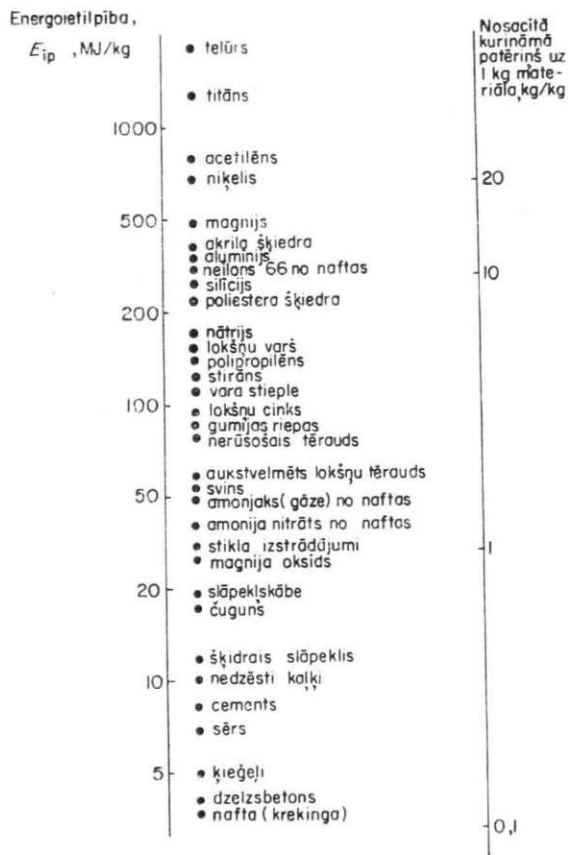 Energoietilpība,
E īp , MJ/kg
Nosacītā
kurināmā
patēriņš uz
1 kg mate-
riāla, kg/kg
telūrs
titāns
1000
acetilēns
niķelis
20
500
magnijs
akrila šķiedra
alumīnijs
neilons 66 no naftas
10
silīcijs
poliestera šķiedra
200
nātrijs
lokšņu varš
polipropilēns
stirāns
vara stieple
100
lokšņu cinks
gumijas riepas
nerūsošais tērauds
aukstvelmēts lokšņu tērauds
svins
50
amonjaks (gāze) no naftas
amonija nitrāts no naftas
stikla izstrādājumi
1
magnija oksīds
20
slāpekļskābe
čuguns
šķidrais slāpeklis
10
nedzēsti kaļķi
cements
sērs
5
ķieģeļi
dzelzsbetons
nafta (krekinga)
0,1